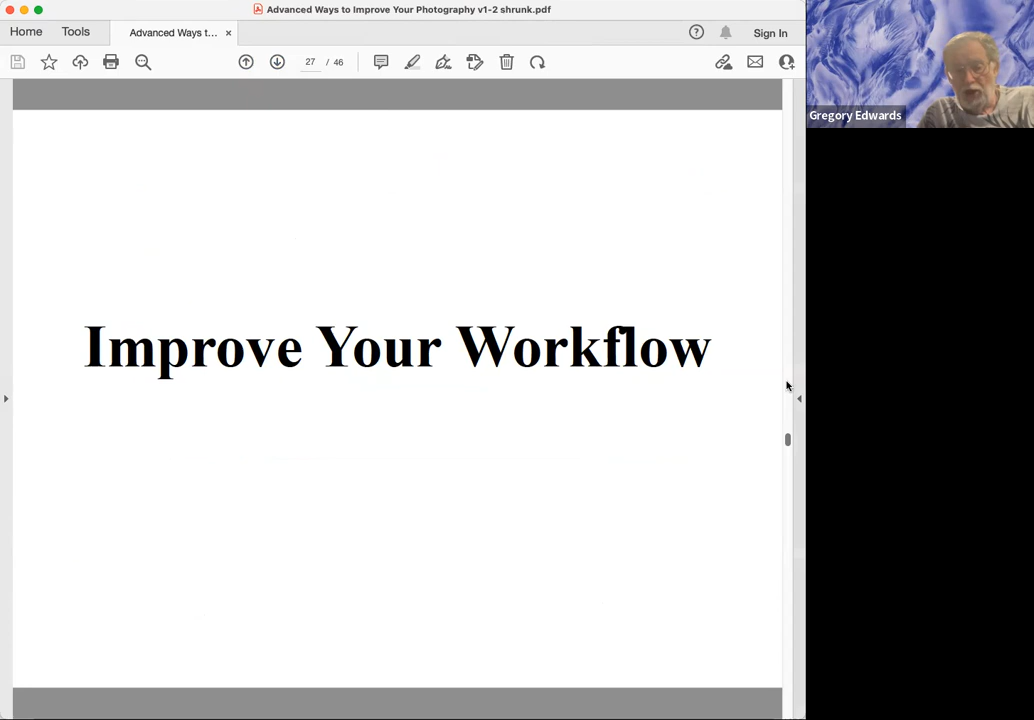 Advanced Ways to Improve Your Photography v1-2 shrunk.pdf
Home
Tools
Advanced Ways t...
Sign In
27 / 46
Gregory Edwards
Improve Your Workflow